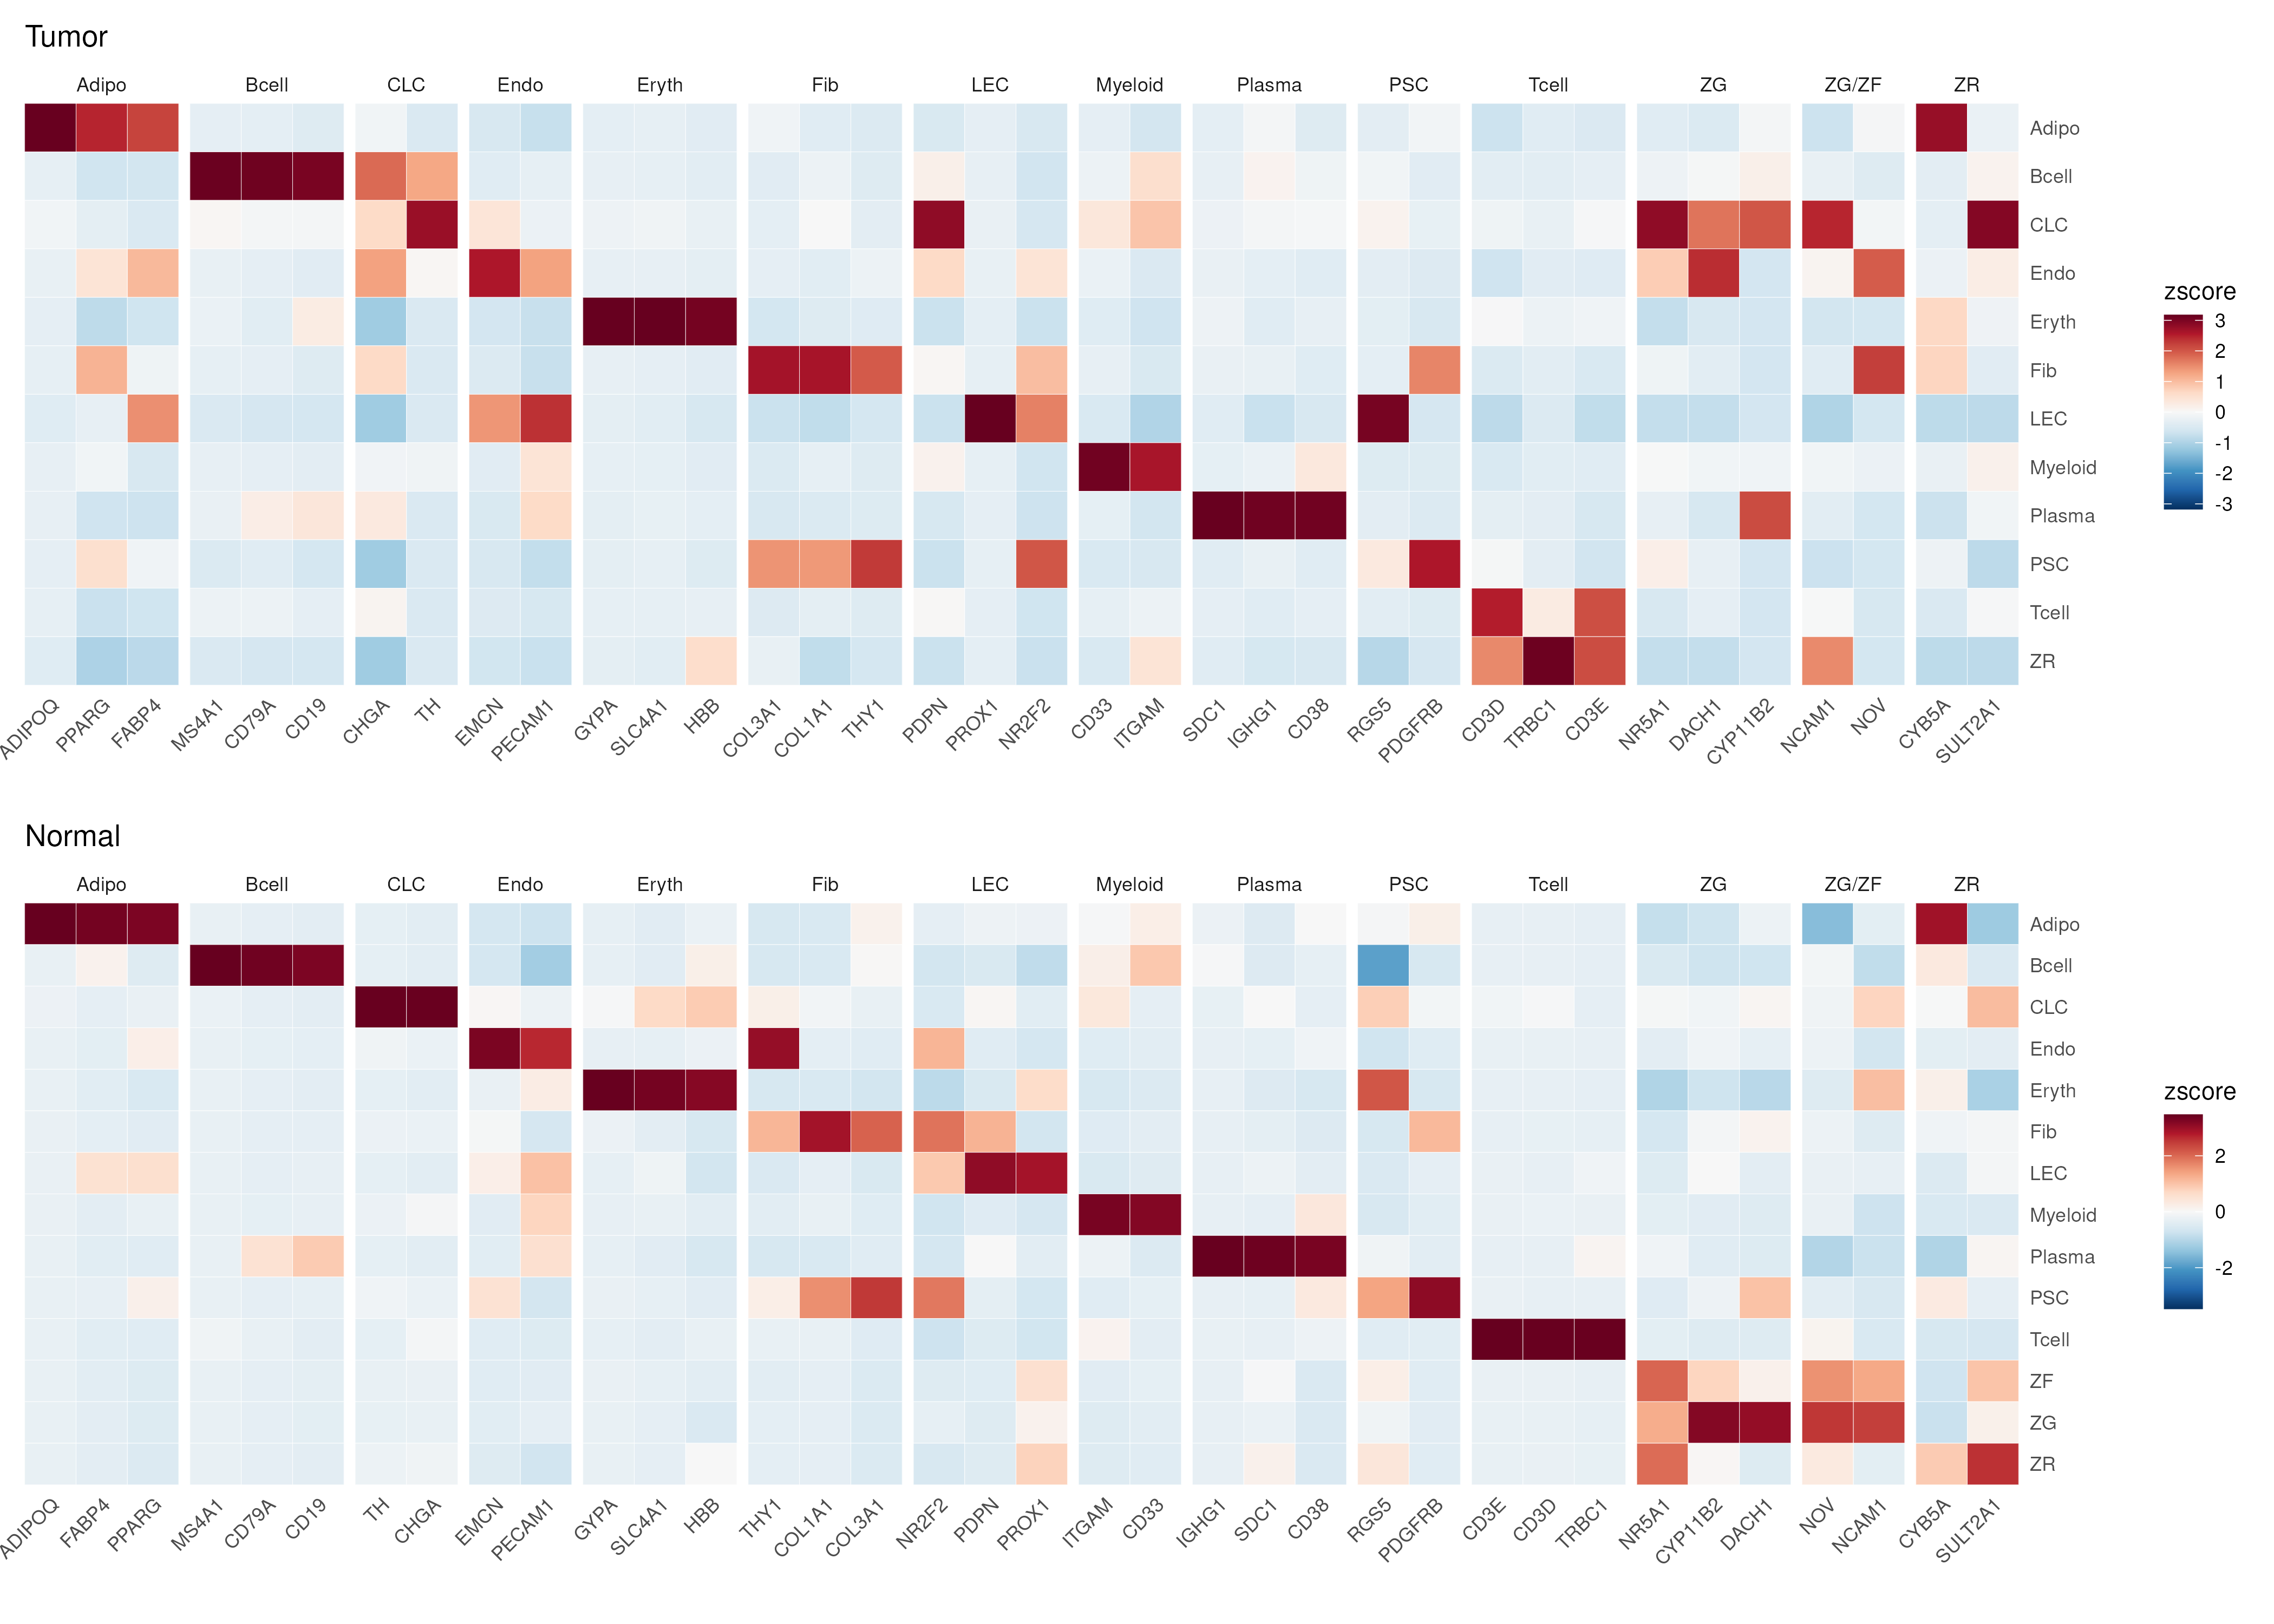 Tumor
Adipo Bcell CLC Endo Eryth Fib LEC Myeloid Plasma PSC Tcell ZG ZG/ZF ZR
Adipo
Bcell
CLC
Endo
Eryth
Fib
LEC
Myeloid
Plasma
PSC
Tcell
ZR
ADIPOQ PPARG FABP4 MS4A1 CD79A CD19 CHGA TH EMCN PECAM1 GYPA SLC4A1 HBB COL3A1 COL1A1 THY1 PDPN PROX1 NR2F2 CD33 ITGAM SDC1 IGHG1 CD38 RGS5 PDGFRB CD3D TRBC1 CD3E NR5A1 DACH1 CYP11B2 NCAM1 NOV CYB5A SULT2A1
zscore
3
2
1
0
-1
-2
-3
Normal
Adipo Bcell CLC Endo Eryth Fib LEC Myeloid Plasma PSC Tcell ZG ZG/ZF ZR
Adipo
Bcell
CLC
Endo
Eryth
Fib
LEC
Myeloid
Plasma
PSC
Tcell
ZF
ZG
ZR
ADIPOQ FABP4 PPARG MS4A1 CD79A CD19 TH CHGA EMCN PECAM1 GYPA SLC4A1 HBB THY1 COL1A1 COL3A1 NR2F2 PDPN PROX1 ITGAM CD33 IGHG1 SDC1 CD38 RGS5 PDGFRB CD3E CD3D TRBC1 NR5A1 CYP11B2 DACH1 NOV NCAM1 CYB5A SULT2A1
zscore
2
0
-2